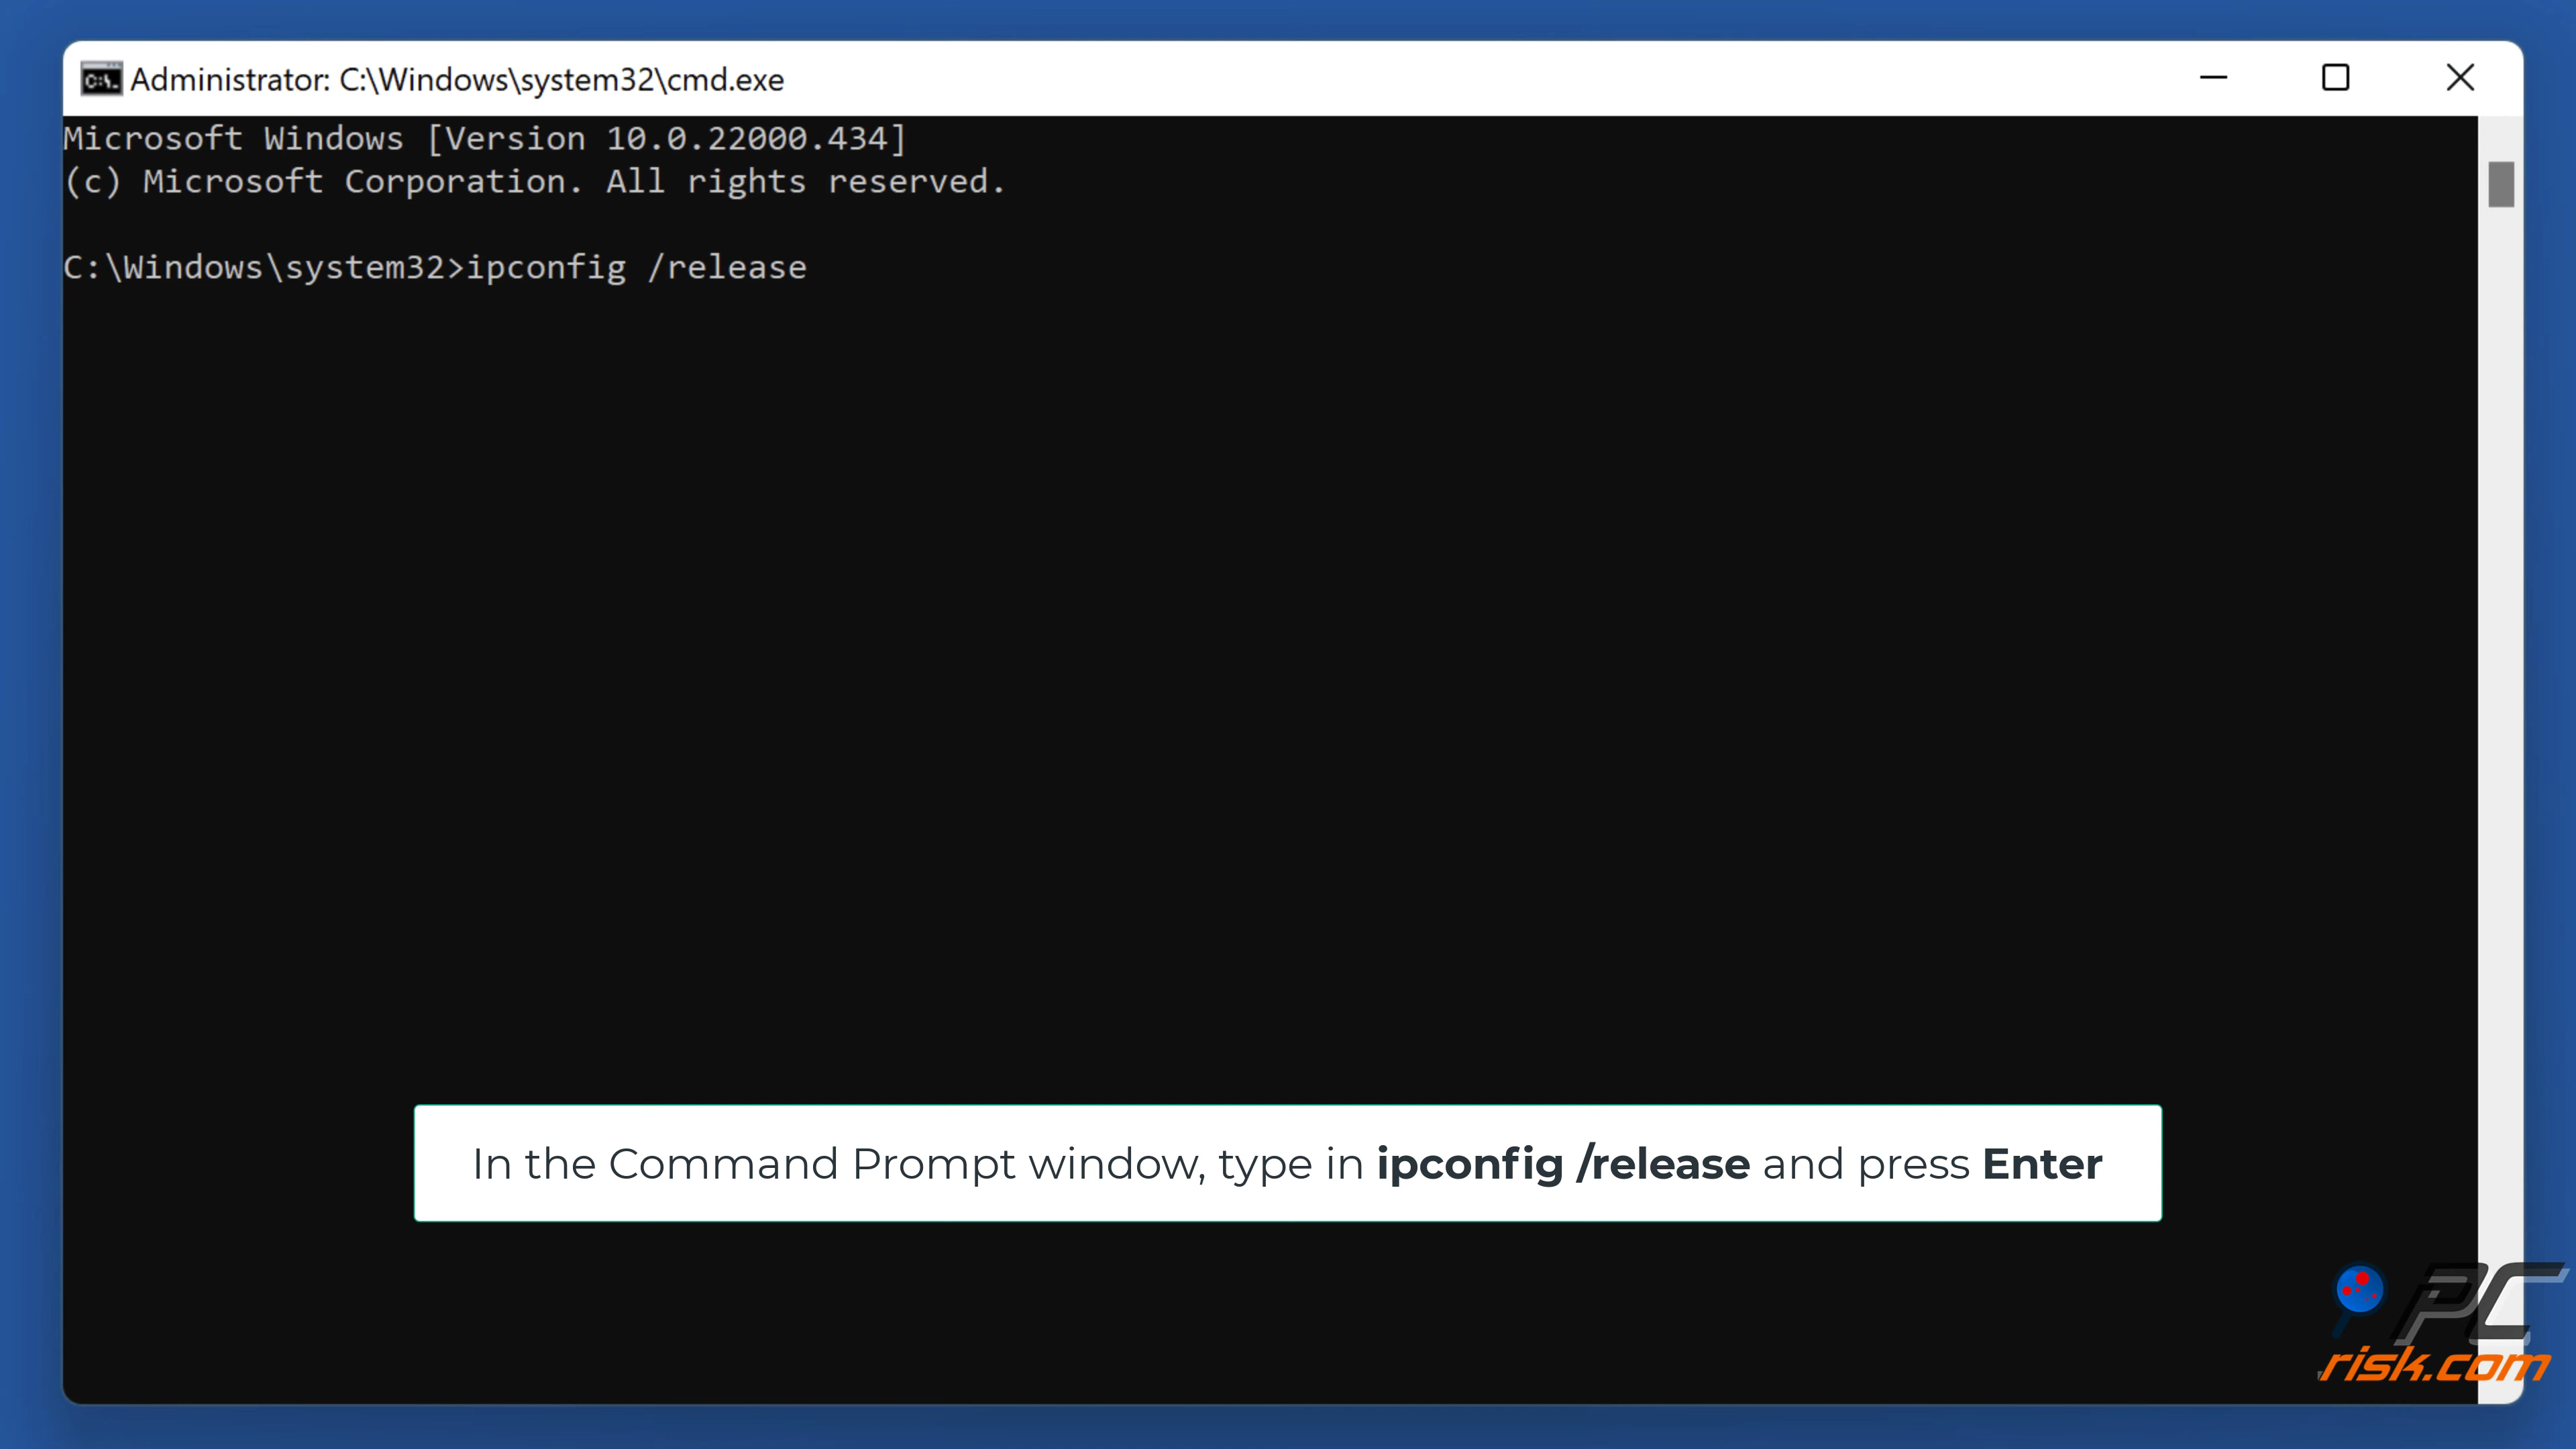 Administrator: C:\Windows\system32\cmd.exe
Microsoft Windows [Version 10.0.22000.434]
(c) Microsoft Corporation. All rights reserved.
C:\Windows\system32>ipconfig /release
In the Command Prompt window, type in ipconfig /release and press Enter
PC
risk.com